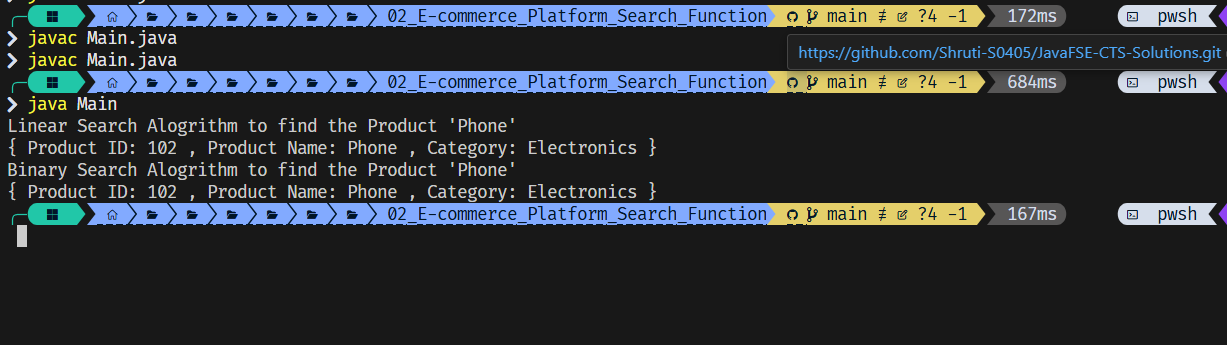 02_E-commerce_Platform_Search_Function main ≢ ?4 -1 172ms pwsh
❯ javac Main.java
https://github.com/Shruti-S0405/JavaFSE-CTS-Solutions.git
❯ javac Main.java
02_E-commerce_Platform_Search_Function main ≢ ?4 -1 684ms pwsh
❯ java Main
Linear Search Alogrithm to find the Product 'Phone'
{ Product ID: 102 , Product Name: Phone , Category: Electronics }
Binary Search Alogrithm to find the Product 'Phone'
{ Product ID: 102 , Product Name: Phone , Category: Electronics }
02_E-commerce_Platform_Search_Function main ≢ ?4 -1 167ms pwsh